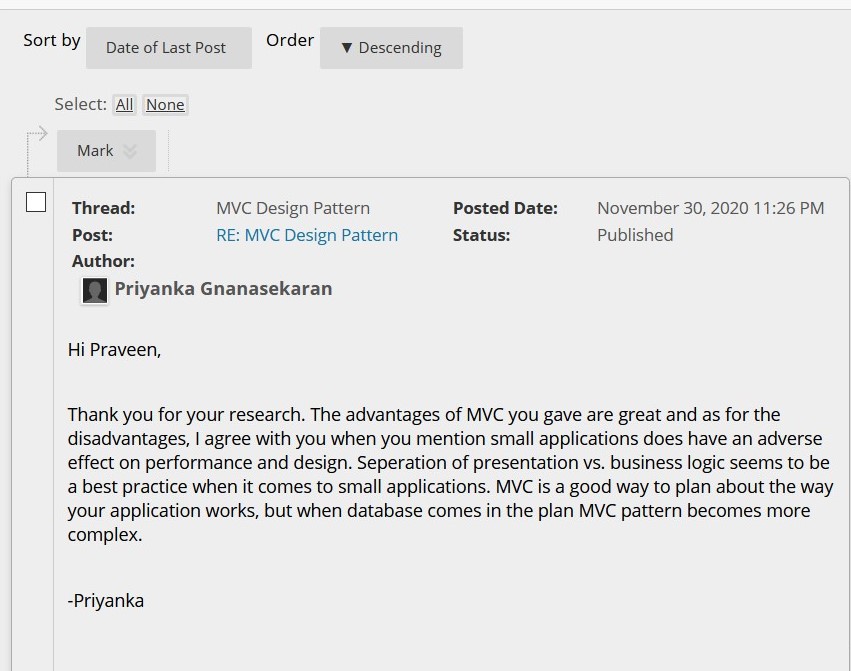 Sort by Date of Last Post Order ▼ Descending
Select: All None
Mark
Thread: MVC Design Pattern Posted Date: November 30, 2020 11:26 PM
Post: RE: MVC Design Pattern Status: Published
Author:
Priyanka Gnanasekaran
Hi Praveen,
Thank you for your research. The advantages of MVC you gave are great and as for the
disadvantages, I agree with you when you mention small applications does have an adverse
effect on performance and design. Seperation of presentation vs. business logic seems to be
a best practice when it comes to small applications. MVC is a good way to plan about the way
your application works, but when database comes in the plan MVC pattern becomes more
complex.
-Priyanka